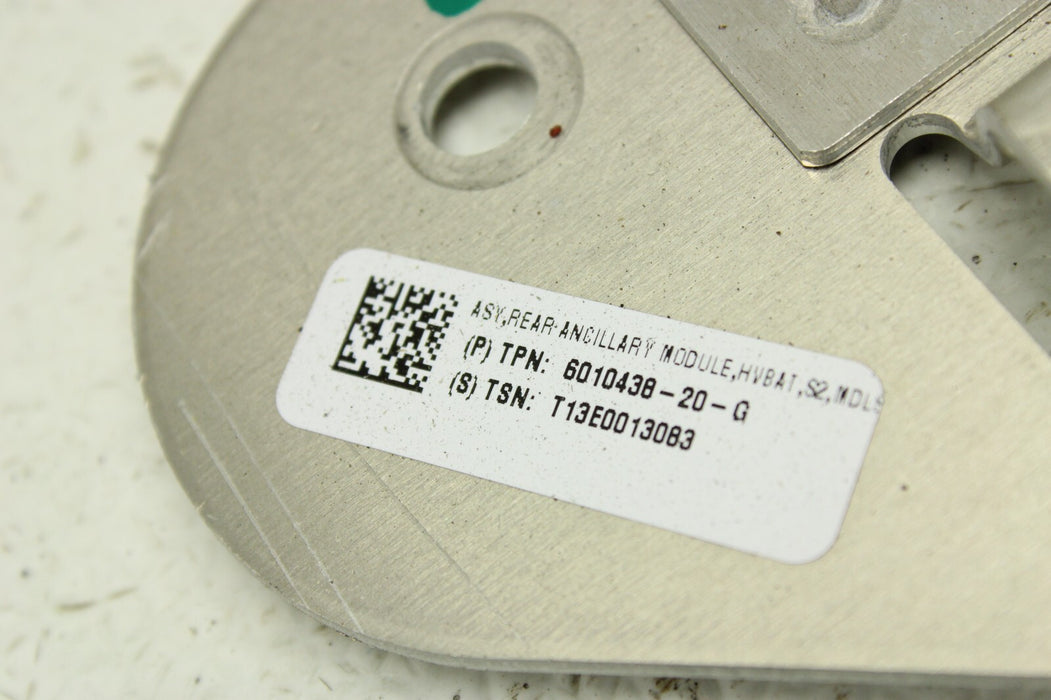 ASY,REAR ANCILLARY MODULE,HVBAT,S2,MDLS
(P) TPN: 6010438-20-G
(S) TSN: T13E0013083